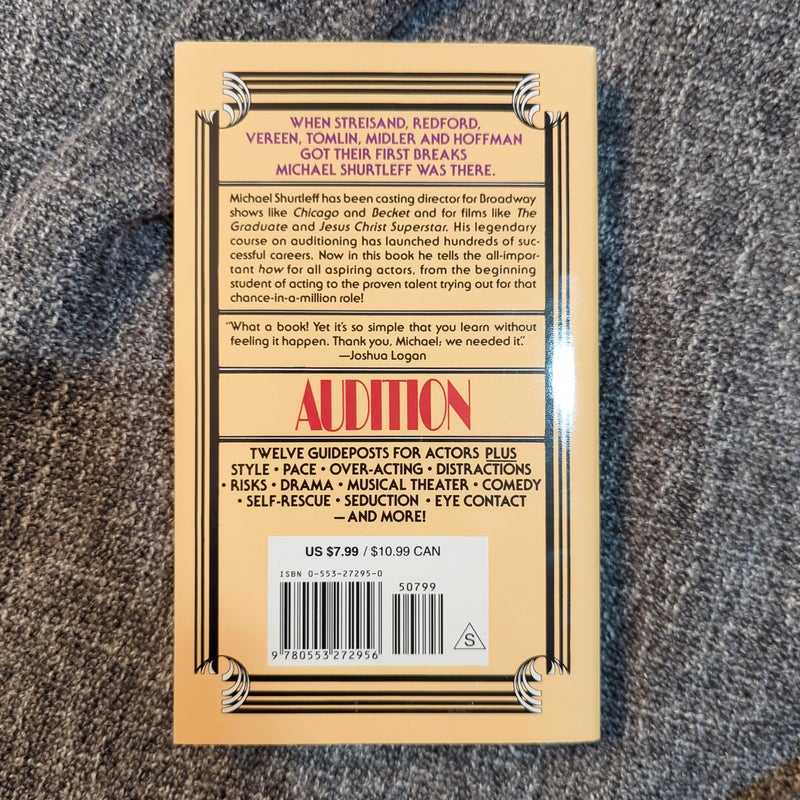 WHEN STREISAND, REDFORD,
VEREEN, TOMLIN, MIDLER AND HOFFMAN
GOT THEIR FIRST BREAKS
MICHAEL SHURTLEFF WAS THERE.
Michael Shurtleff has been casting director for Broadway
shows like Chicago and Becket and for films like The
Graduate and Jesus Christ Superstar. His legendary
course on auditioning has launched hundreds of suc-
cessful careers. Now in this book he tells the all-impor-
tant how for all aspiring actors, from the beginning
student of acting to the proven talent trying out for that
chance-in-a-million role!
"What a book! Yet it's so simple that you learn without
feeling it happen. Thank you, Michael; we needed it."
—Joshua Logan
AUDITION
TWELVE GUIDEPOSTS FOR ACTORS PLUS
STYLE • PACE • OVER-ACTING • DISTRACTIONS
• RISKS • DRAMA • MUSICAL THEATER • COMEDY
• SELF-RESCUE • SEDUCTION • EYE CONTACT
—AND MORE!
US $7.99 / $10.99 CAN
ISBN 0-553-27295-0
50799
9 780553 272956
S